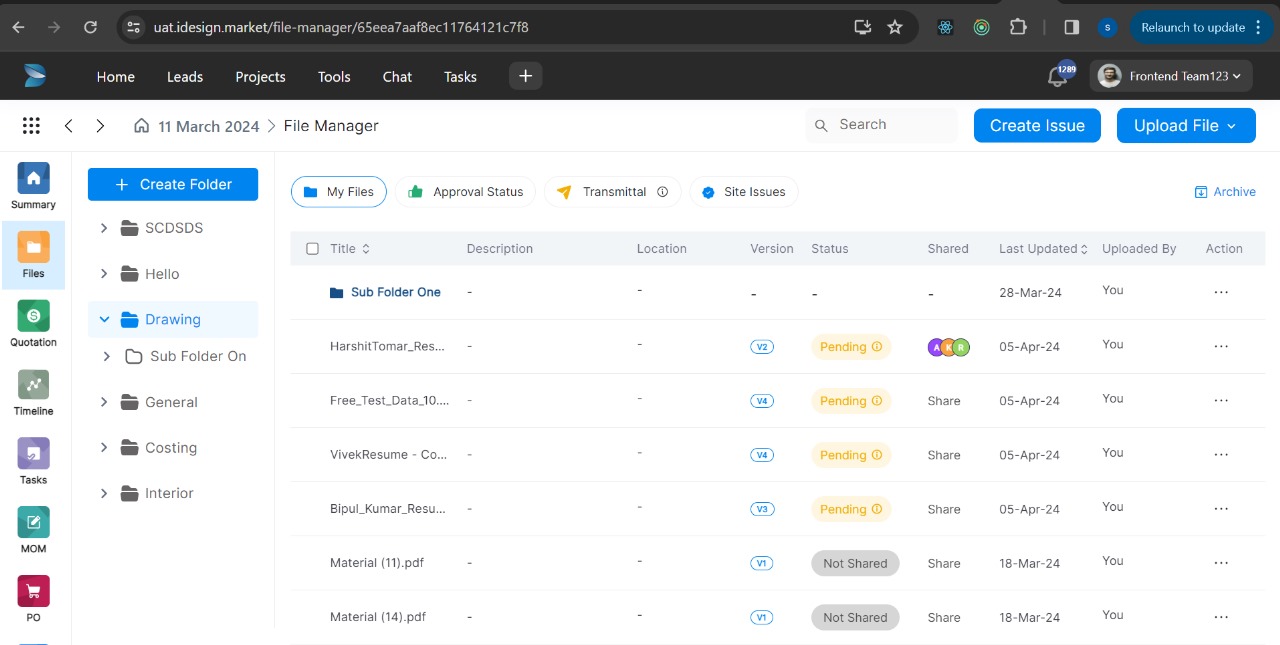 uat.idesign.market/file-manager/65eea7aaf8ec11764121c7f8
S
Relaunch to update
Home Leads Projects Tools Chat Tasks
1289
Frontend Team123
11 March 2024 File Manager
Search
Create Issue
Upload File
Summary
Files
Quotation
Timeline
Tasks
MOM
PO
Create Folder
SCDSDS
Hello
Drawing
Sub Folder On
General
Costing
Interior
My Files Approval Status Transmittal Site Issues
Archive
Title Description Location Version Status Shared Last Updated Uploaded By Action
Sub Folder One - - - - - 28-Mar-24 You ...
HarshitTomar_Res... - - V2 Pending A K R 05-Apr-24 You ...
Free_Test_Data_10.... - - V4 Pending Share 05-Apr-24 You ...
VivekResume - Co... - - V4 Pending Share 05-Apr-24 You ...
Bipul_Kumar_Resu... - - V3 Pending Share 05-Apr-24 You ...
Material (11).pdf - - V1 Not Shared Share 18-Mar-24 You ...
Material (14).pdf - - V1 Not Shared Share 18-Mar-24 You ...